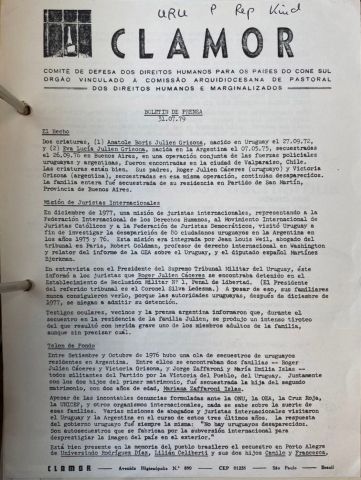 URU P Rep Kind
CLAMOR
COMITÊ DE DEFESA DOS DIREITOS HUMANOS PARA OS PAÍSES DO CONE SUL
ÓRGÃO VINCULADO À COMISSÃO ARQUIDIOCESANA DE PASTORAL
DOS DIREITOS HUMANOS E MARGINALIZADOS
BOLETIN DE PRENSA
31.07.79
El Hecho
Dos criaturas, (1) Anatole Boris Julien Grisona, nacido en Uruguay el 27.09.72,
y (2) Eva Lucía Julien Grisona, nacida en la Argentina el 07.05.75, secuestradas
el 26.09.76 en Buenos Aires, en una operación conjunta de las fuerzas policiales
uruguayas y argentinas, fueron encontradas en la ciudad de Valparaíso, Chile.
Las criaturas están bien. Sus padres, Roger Julien Cáceres (uruguayo) y Victoria
Grisona (argentina), secuestrados en esa misma operación, continúan desaparecidos.
La familia entera fué secuestrada de su residencia en Partido de San Martín,
Provincia de Buenos Aires.
Misión de Juristas Internacionales
En diciembre de 1977, una misión de juristas internacionales, representando a la
Federación Internacional de los Derechos Humanos, al Movimiento Internacional de
Juristas Católicos y a la Federación de Juristas Democráticos, visitó Uruguay a
fin de investigar la desaparición de 80 ciudadanos uruguayos en la Argentina en
los años 1975 y 76. Esta misión era integrada por Jean Louis Weil, abogado del
tribunal de París, Robert Goldman, profesor de derecho internacional en Washington
y relator del informe de la OEA sobre el Uruguay, y el diputado español Martínez
Bjerkman.
En entrevista con el Presidente del Supremo Tribunal Militar del Uruguay, éste
informó a los juristas que Roger Julien Cáceres se encontraba detenido en el
Establecimiento de Reclusión Militar Nº 1, Penal de Libertad. (El Presidente
del referido tribunal es el Coronel Silva Ledesma.) A pesar de eso, sus familiares
nunca consiguieron verlo, porque las autoridades uruguayas, después de diciembre
de 1977, se niegan a admitir su detención.
Testigos oculares, vecinos y la prensa argentina informaron que, durante el
secuestro en la residencia de la familia Julien, se produjo un intenso tiroteo
del que resultó con herida grave uno de los miembros adultos de la familia,
aunque sin precisar cual.
Telón de Fondo
Entre Setiembre y Octubre de 1976 hubo una ola de secuestros de uruguayos
residentes en Argentina. Entre ellos se encontraban dos familias -- Roger
Julien Cáceres y Victoria Grisona, y Jorge Zaffaroni y María Emilia Islas --
todos militantes del Partido por la Victoria del Pueblo, del Uruguay. Justamente
con los dos hijos del primer matrimonio, fué secuestrada la hija del segundo
matrimonio, con dos años de edad, Mariana Zaffaroni Islas.
Apesar de las incontables denuncias formuladas ante la ONU, la OEA, la Cruz Roja,
la UNICEF, y otros organismo internacionales, nada se sabe sobre la suerte de
esas familias. Varias misiones de abogados y juristas internacionales visitaron
el Uruguay y la Argentina en el curso de estos tres últimos años. La respuesta
del gobierno uruguayo fué siempre la misma: "No hay uruguayos desaparecidos.
Son autosecuestros que se fabrican por la subversión internacional para
desprestigiar la imagen del país en el exterior."
Está bien presente en la memoria del pueblo brasilero el secuestro en Porto Alegre
de Universindo Rodríguez Díaz, Lilián Celiberti y sus dos hijos Camilo y Francesca,
CLAMOR — Avenida Higienópolis N.º 890 — CEP 01238 — São Paulo — Brasil